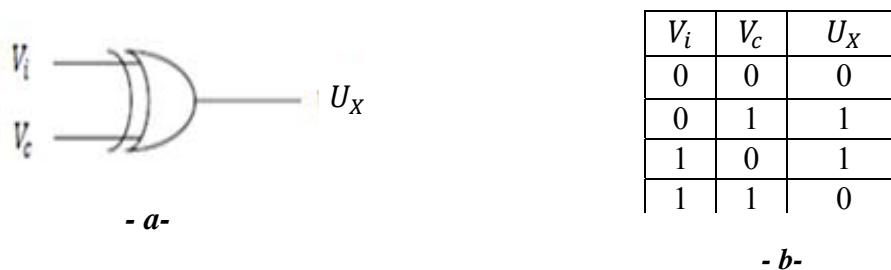 V_i
V_c
U_X
- a-
V_i V_c U_X
0 0 0
0 1 1
1 0 1
1 1 0
- b-